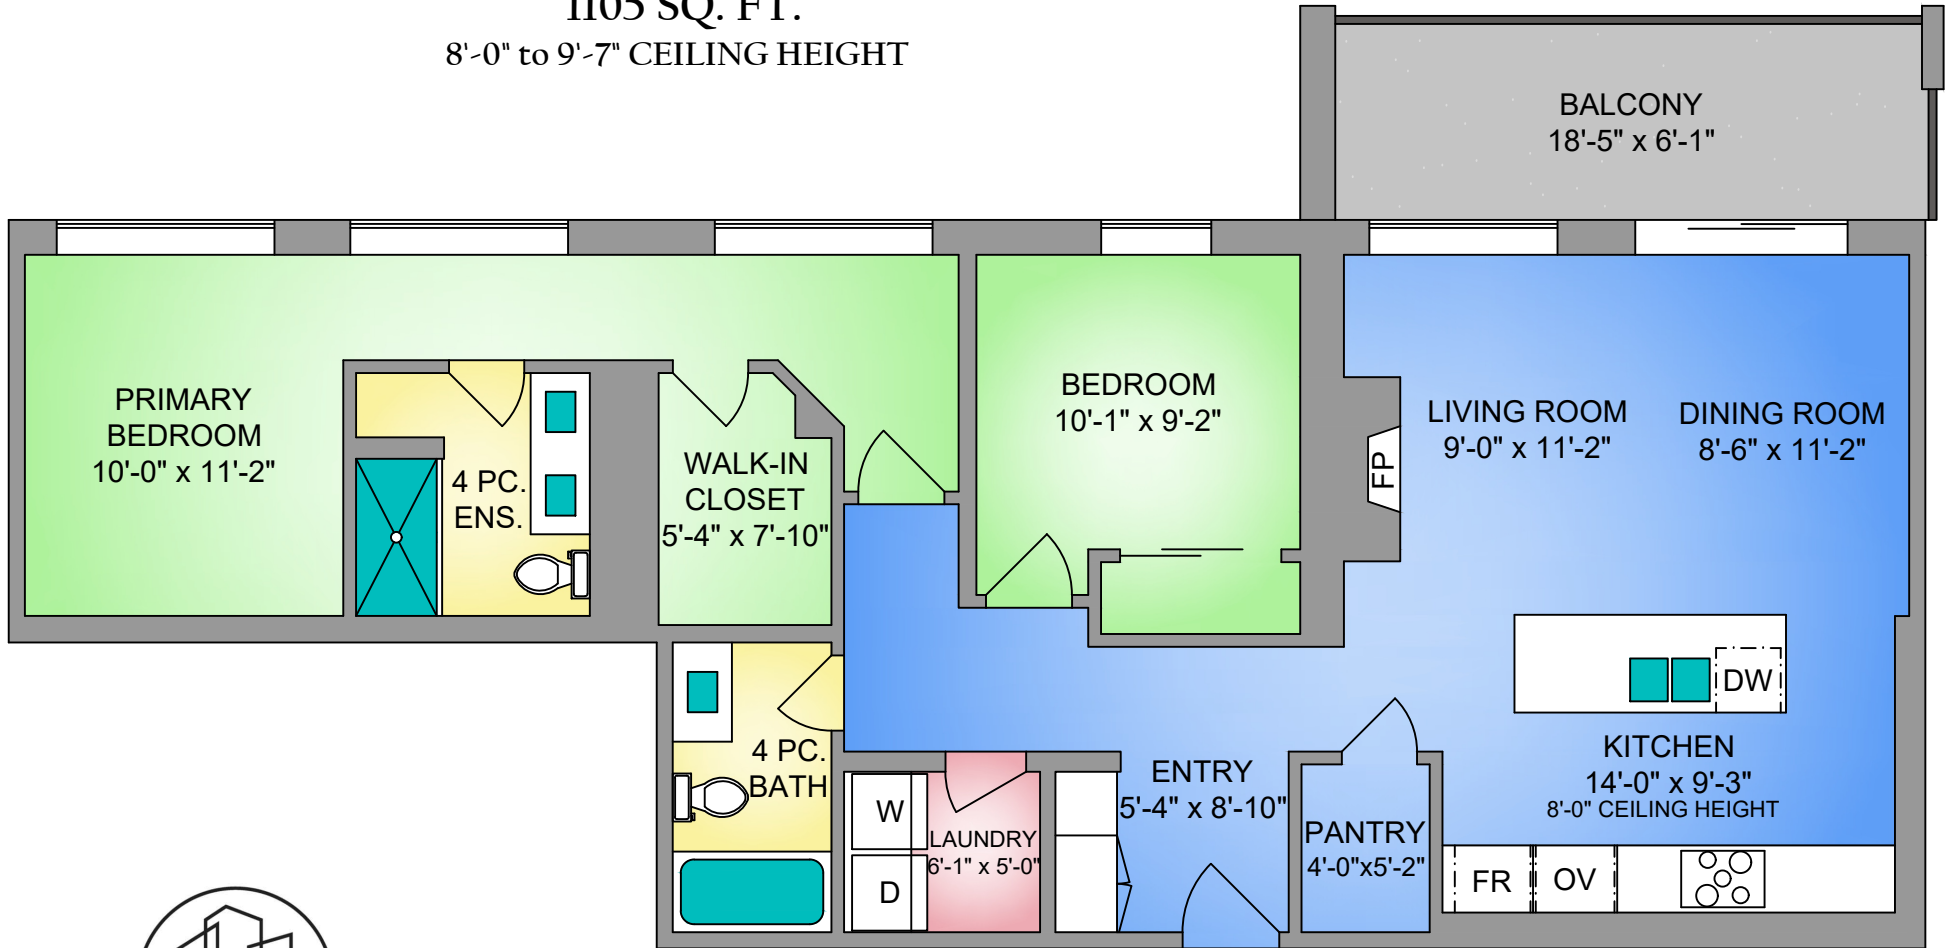 1105 SQ. FT.
8'-0" to 9'-7" CEILING HEIGHT
BALCONY
18'-5" x 6'-1"
PRIMARY
BEDROOM
10'-0" x 11'-2"
4 PC.
ENS.
WALK-IN
CLOSET
5'-4" x 7'-10"
BEDROOM
10'-1" x 9'-2"
FP
LIVING ROOM
9'-0" x 11'-2"
DINING ROOM
8'-6" x 11'-2"
DW
KITCHEN
14'-0" x 9'-3"
8'-0" CEILING HEIGHT
4 PC.
BATH
W
D
LAUNDRY
6'-1" x 5'-0"
ENTRY
5'-4" x 8'-10"
PANTRY
4'-0"x5'-2"
FR
OV